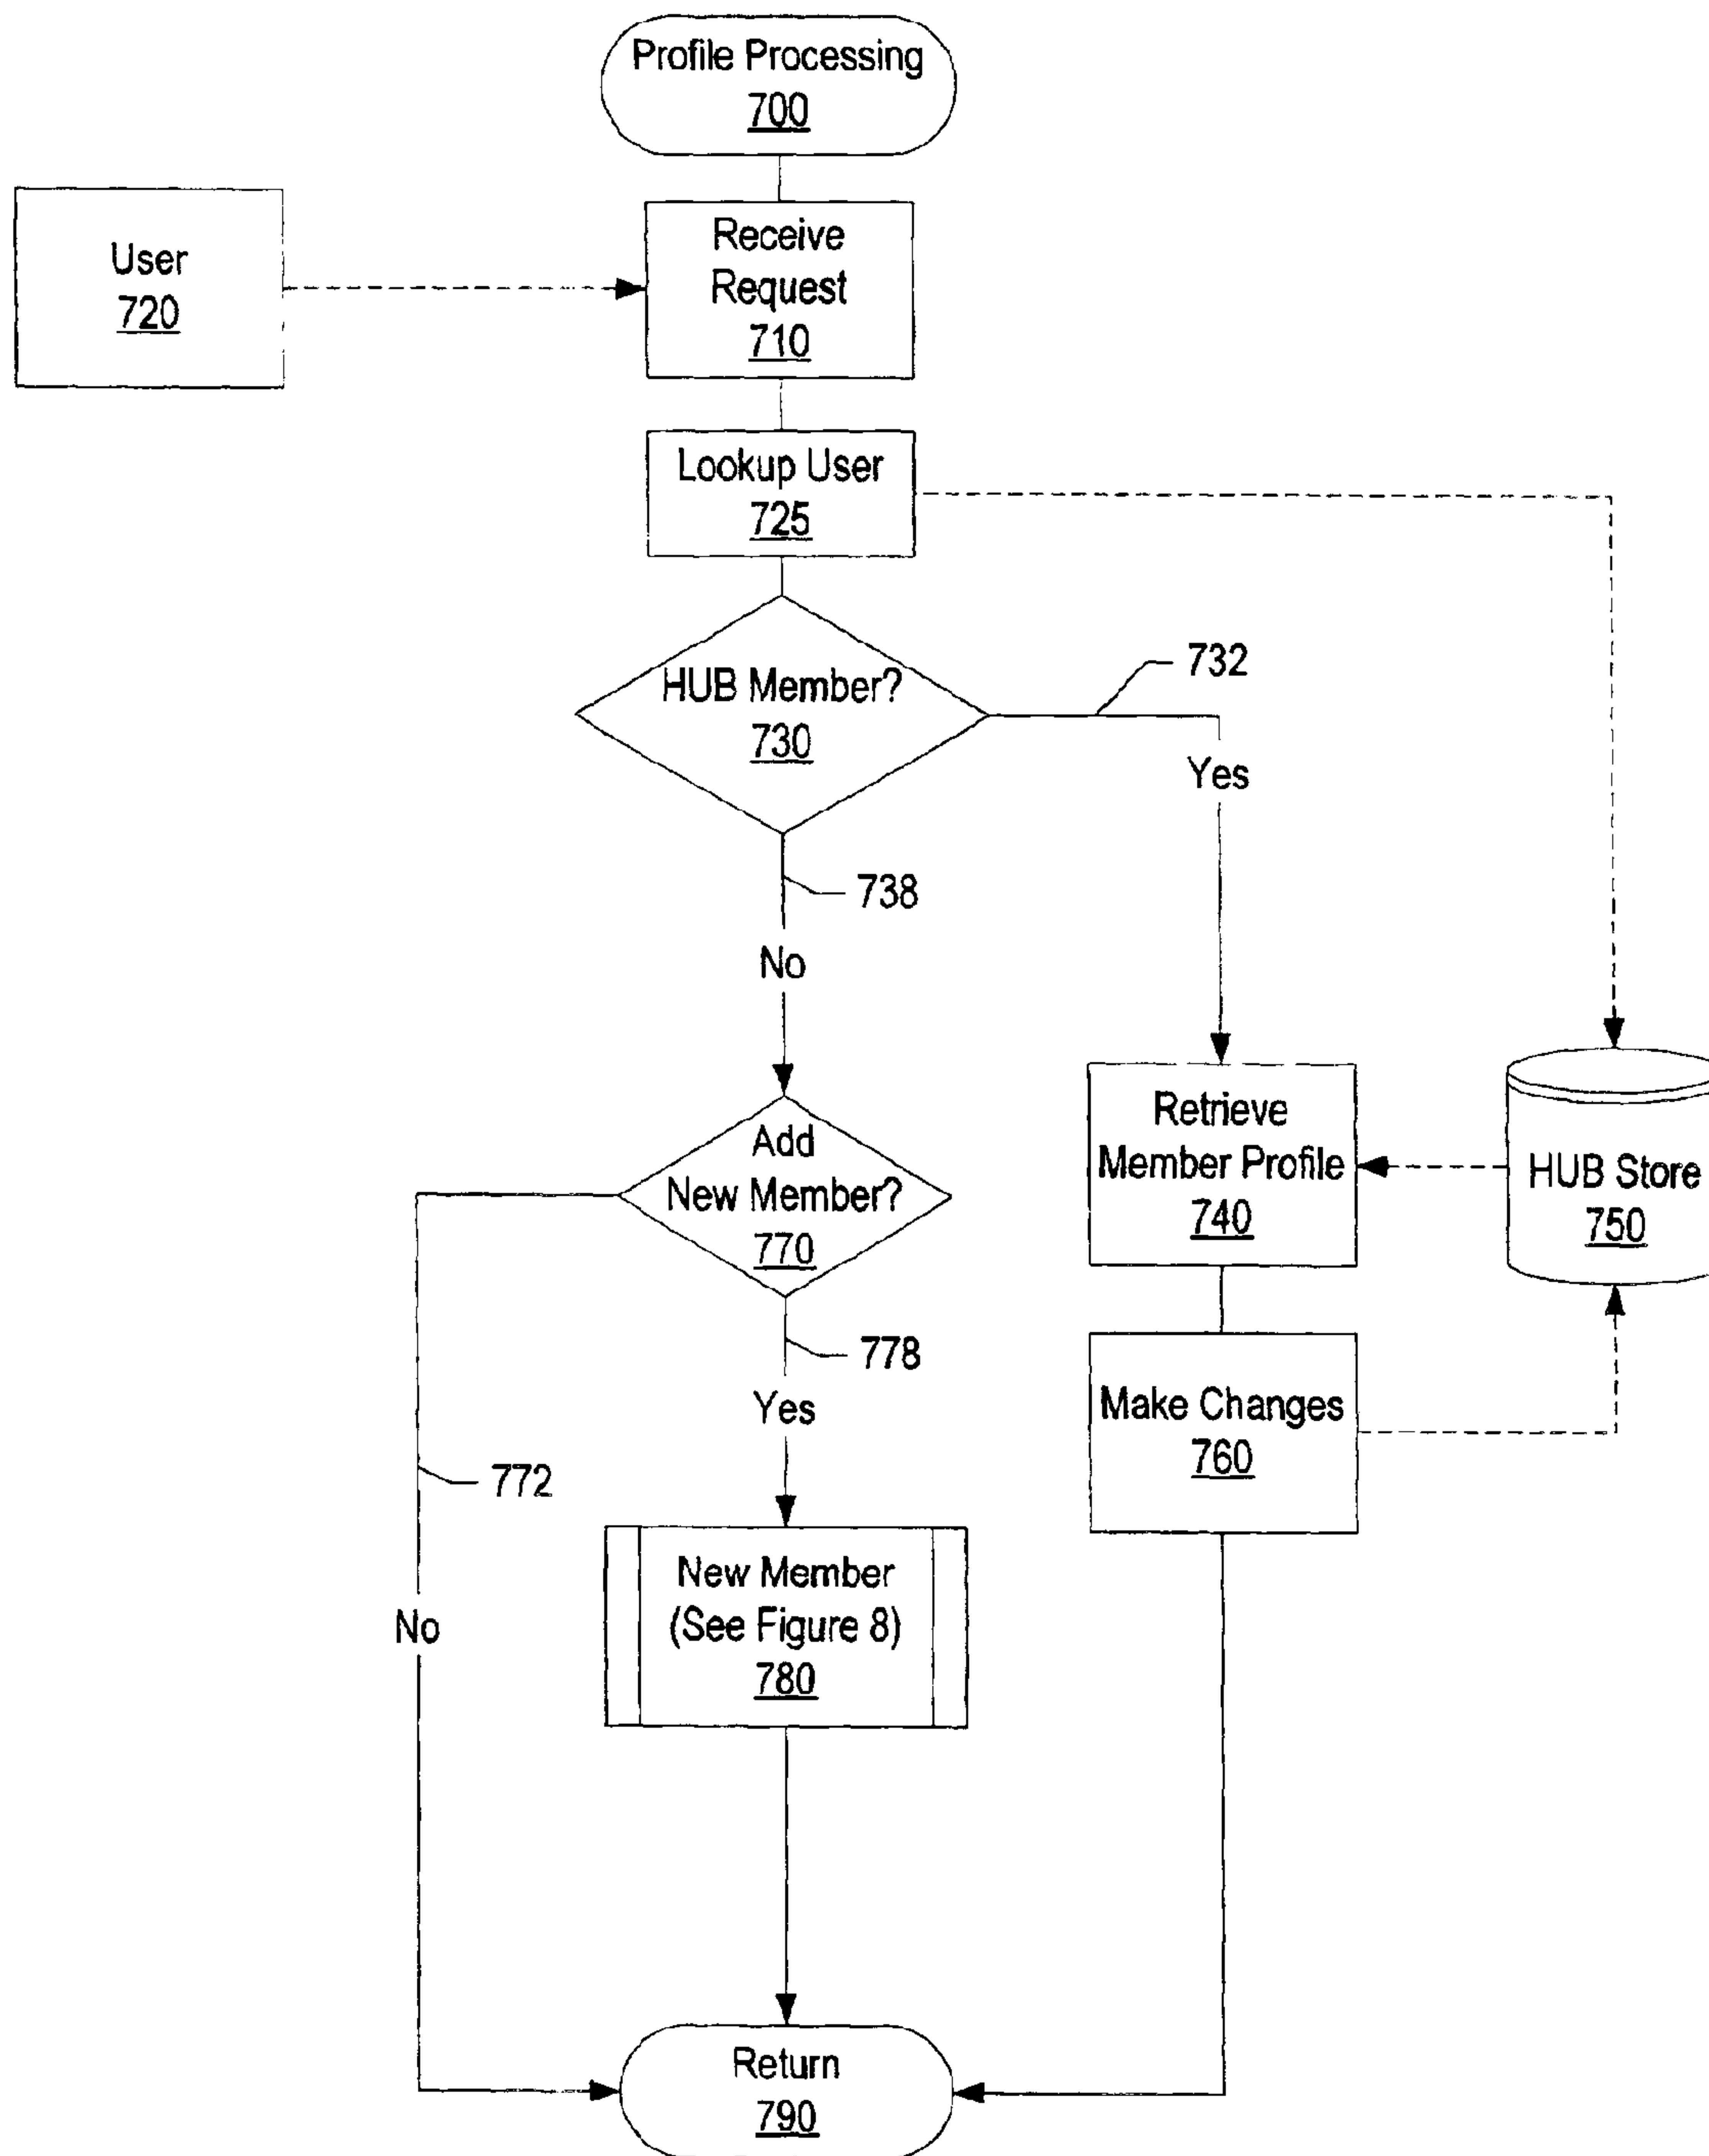 Profile Processing
700
User
720
Receive
Request
710
Lookup User
725
HUB Member?
730
732
Yes
738
No
Retrieve
Member Profile
740
HUB Store
750
Add
New Member?
770
778
Yes
Make Changes
760
772
No
New Member
(See Figure 8)
780
Return
790